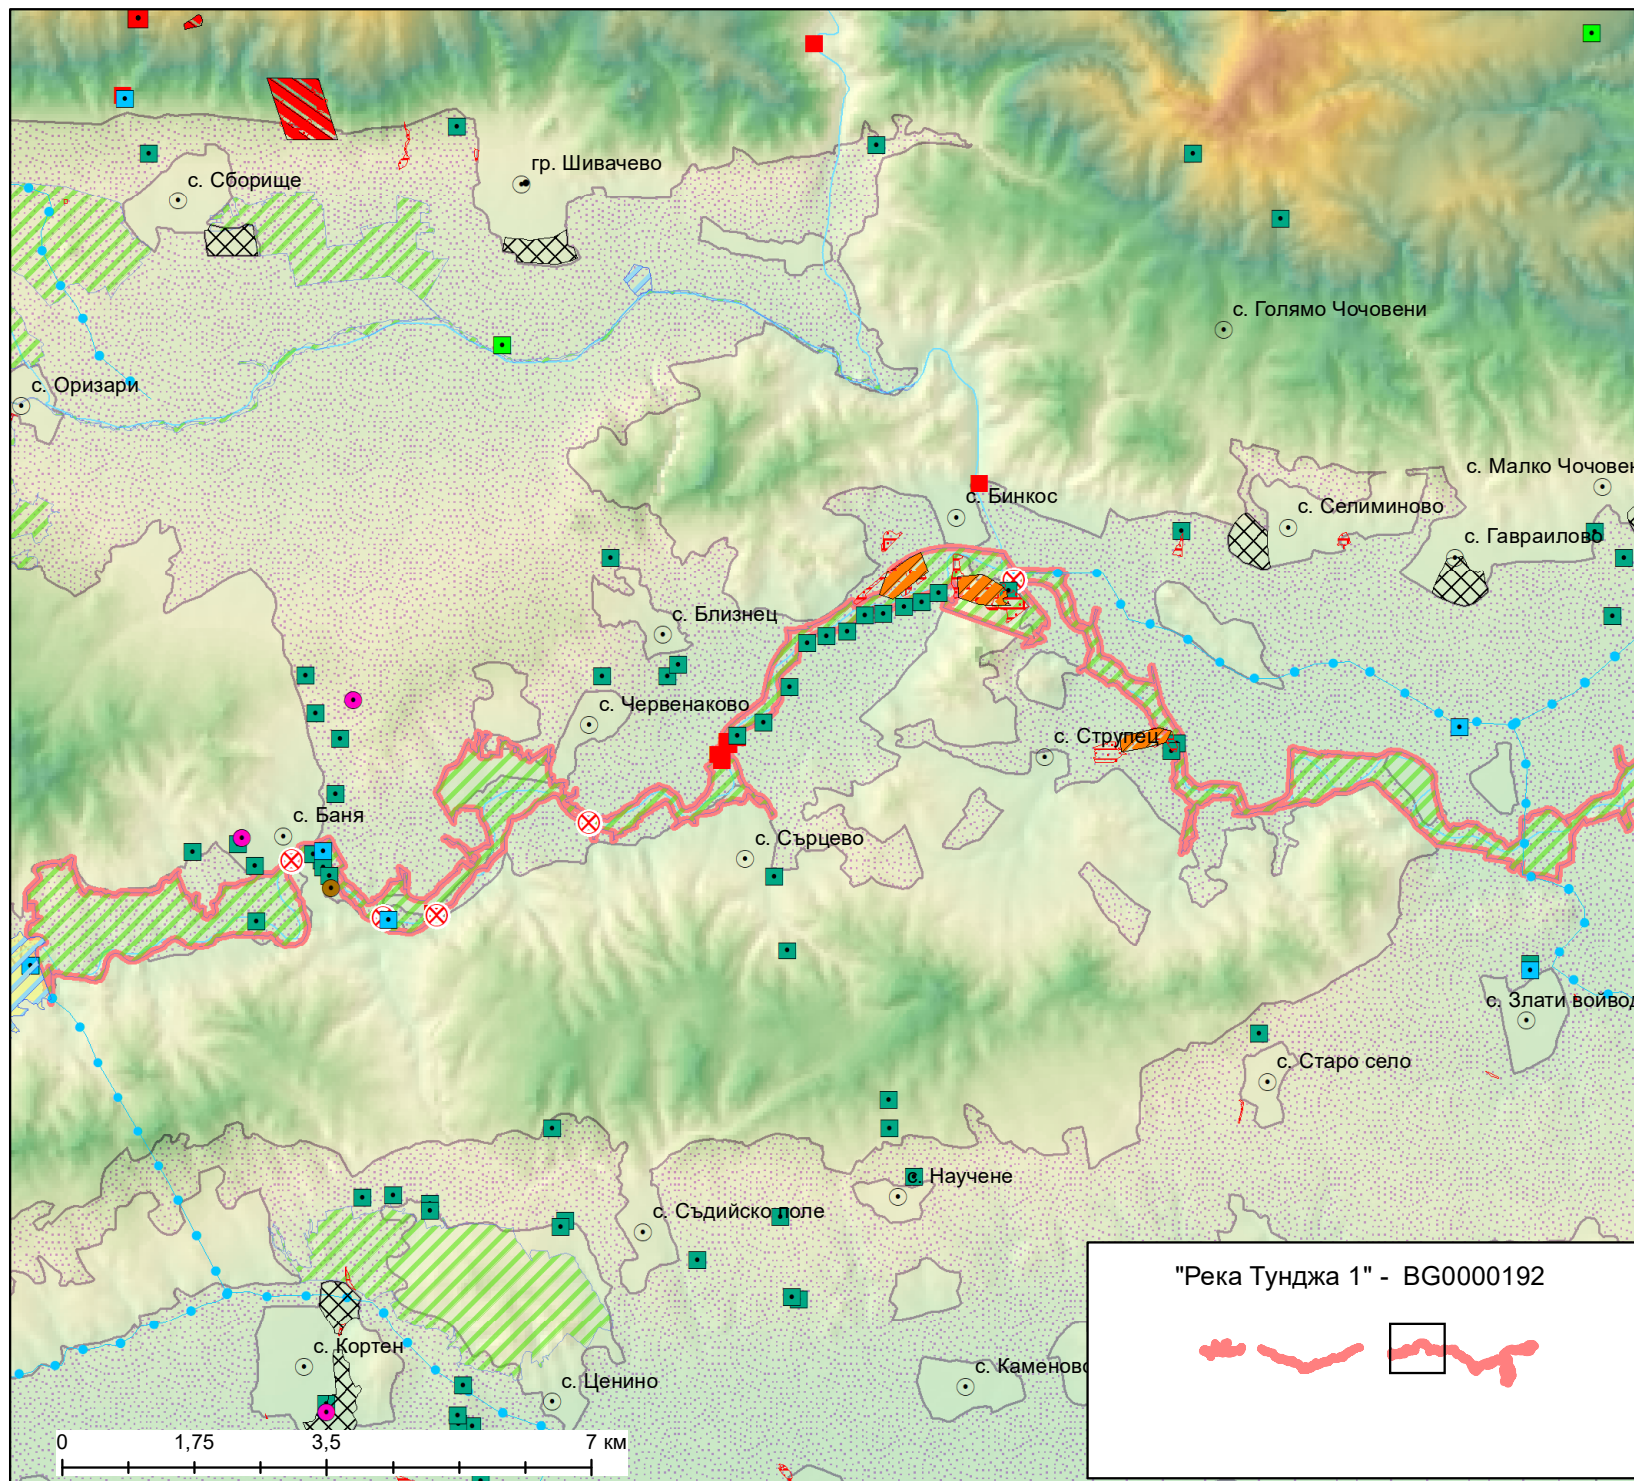 гр. Шивачево
с. Сборище
с. Голямо Чочовени
с. Оризари
с. Малко Чочовен
с. Бинкос
с. Селиминово
с. Гавраилово
с. Близнец
с. Червенаково
с. Струпец
с. Баня
с. Сърцево
с. Злати войвод
с. Старо село
с. Научене
с. Съдийско поле
"Река Тунджа 1" - BG0000192
с. Кортен
с. Каменово
с. Ценино
0 1,75 3,5 7 км